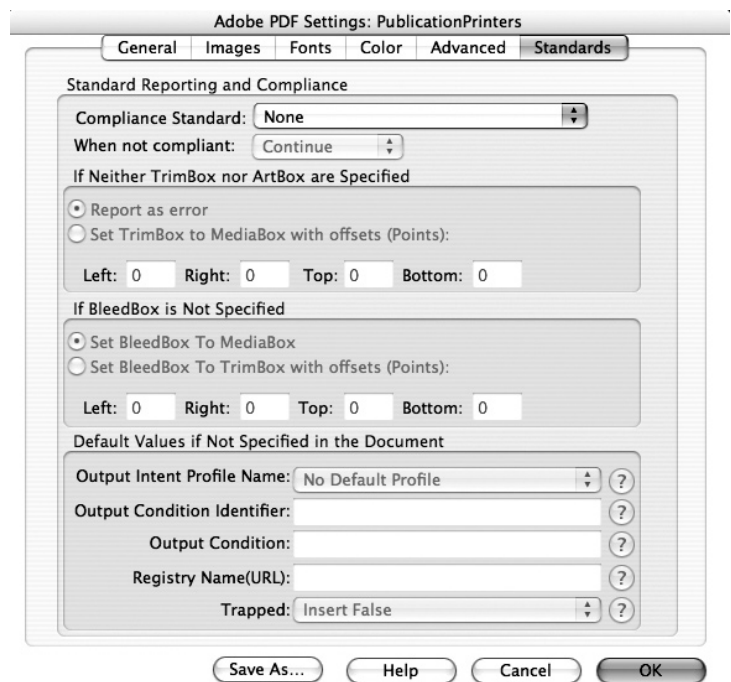 Adobe PDF Settings: PublicationPrinters
General Images Fonts Color Advanced Standards
Standard Reporting and Compliance
Compliance Standard: None
When not compliant: Continue
If Neither TrimBox nor ArtBox are Specified
Report as error
Set TrimBox to MediaBox with offsets (Points):
Left: 0 Right: 0 Top: 0 Bottom: 0
If BleedBox is Not Specified
Set BleedBox To MediaBox
Set BleedBox To TrimBox with offsets (Points):
Left: 0 Right: 0 Top: 0 Bottom: 0
Default Values if Not Specified in the Document
Output Intent Profile Name: No Default Profile ?
Output Condition Identifier: ?
Output Condition: ?
Registry Name(URL): ?
Trapped: Insert False ?
Save As... Help Cancel OK